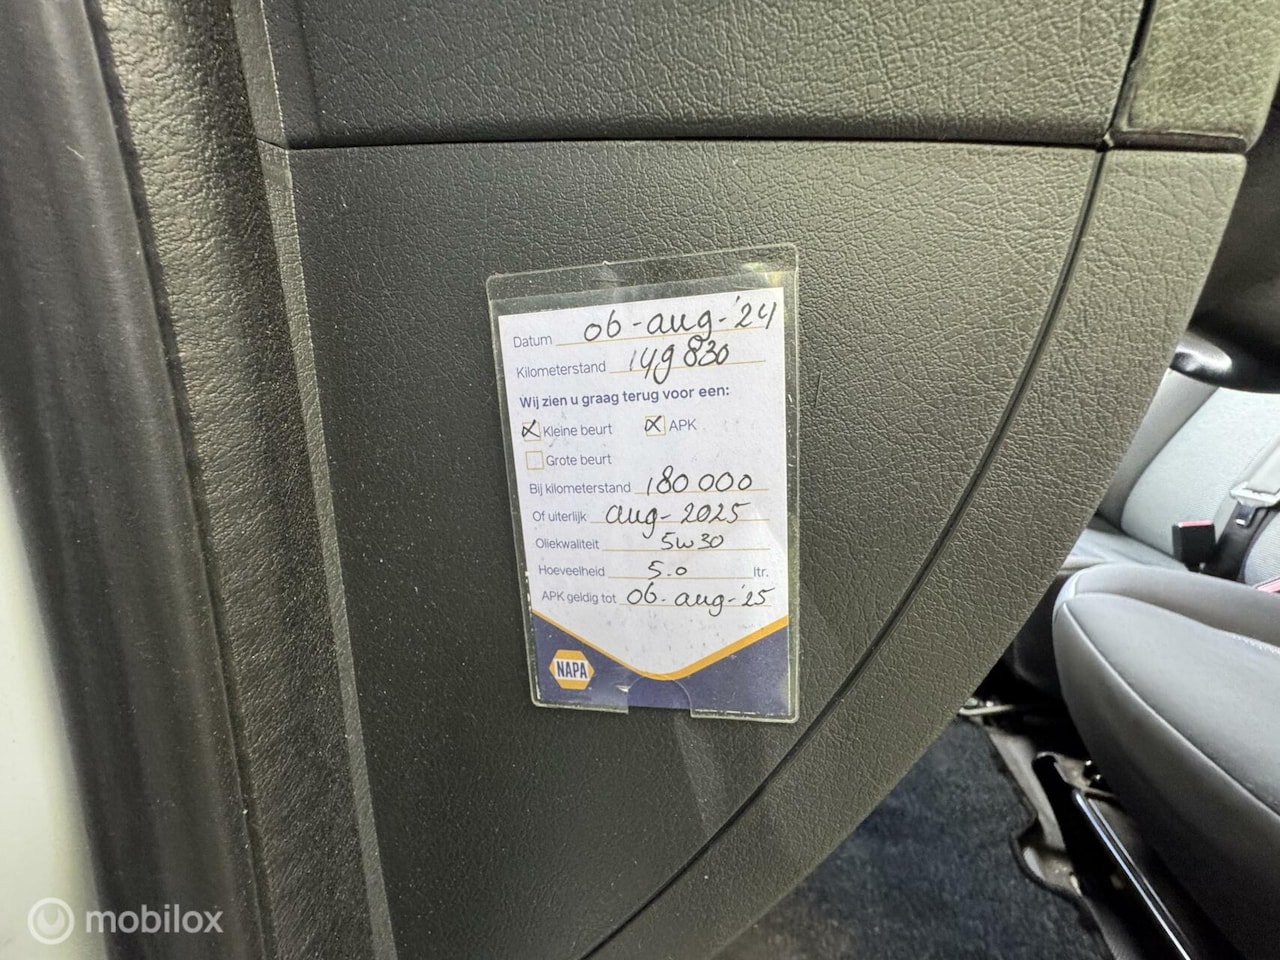 Datum 06-aug-'24
Kilometerstand 149830
Wij zien u graag terug voor een:
Kleine beurt APK
Grote beurt
Bij kilometerstand 180000
Of uiterlijk aug-2025
Oliekwaliteit 5w30
Hoeveelheid 5.0 ltr.
APK geldig tot 06-aug-'25
NAPA
mobilox